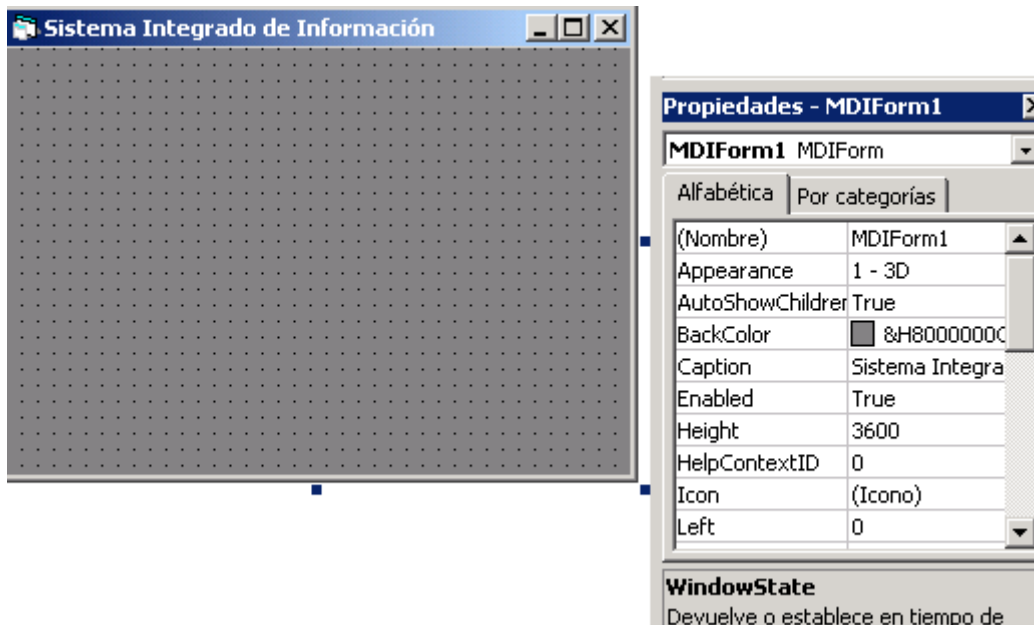 Sistema Integrado de Información
Propiedades - MDIForm1
MDIForm1 MDIForm
Alfabética Por categorías
(Nombre) MDIForm1
Appearance 1 - 3D
AutoShowChildren True
BackColor &H8000000C
Caption Sistema Integra
Enabled True
Height 3600
HelpContextID 0
Icon (Icono)
Left 0
WindowState
Devuelve o establece en tiempo de